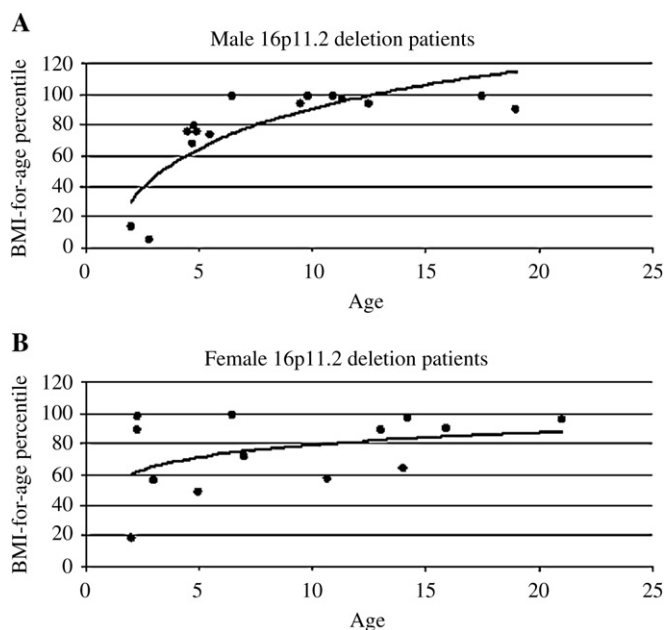 A
Male 16p11.2 deletion patients
BMI-for-age percentile
120
100
80
60
40
20
0
0 5 10 15 20 25
Age
B
Female 16p11.2 deletion patients
BMI-for-age percentile
120
100
80
60
40
20
0
0 5 10 15 20 25
Age